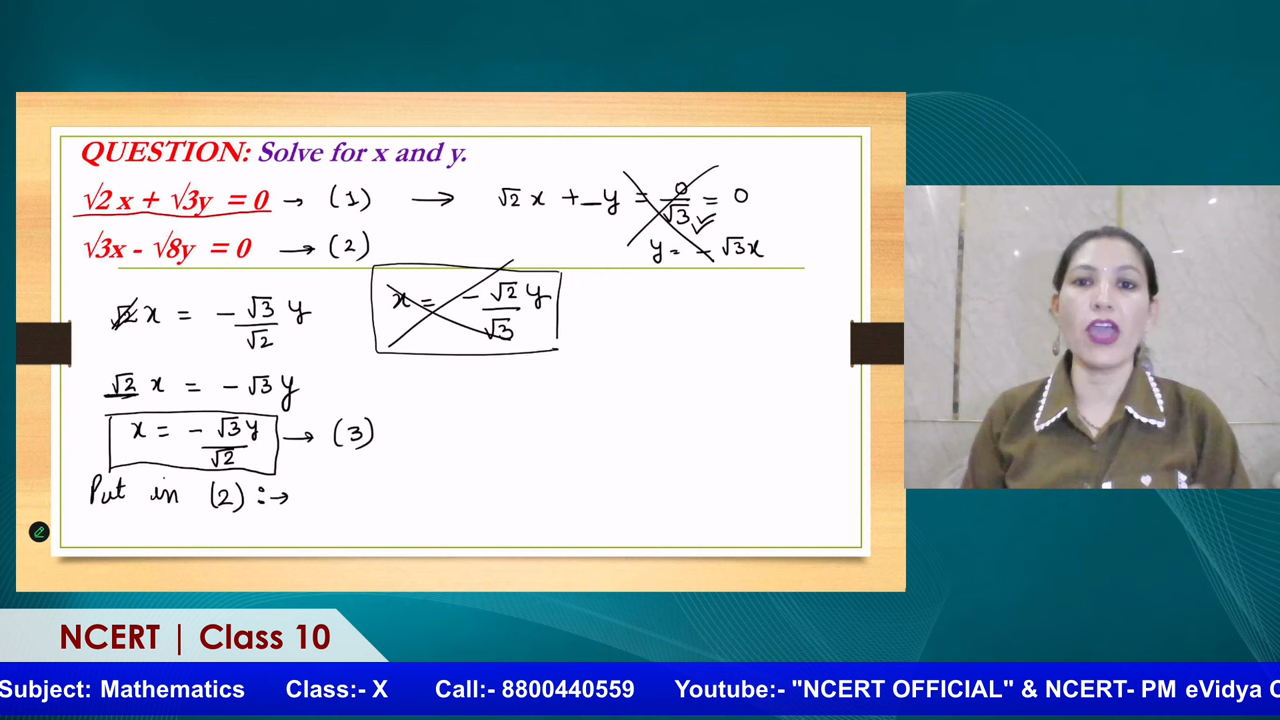 QUESTION: Solve for x and y.
√2 x + √3y = 0 → (1) → √2 x + _y = 0/√3 = 0
y = - √3x
√3x - √8y = 0 → (2)
√2 x = - √3/√2 y
x = - √2/√3 y
√2 x = - √3 y
x = - √3y/√2 → (3)
Put in (2) :→
NCERT | Class 10
Subject: Mathematics Class:- X Call:- 8800440559 Youtube:- "NCERT OFFICIAL" & NCERT- PM eVidya C